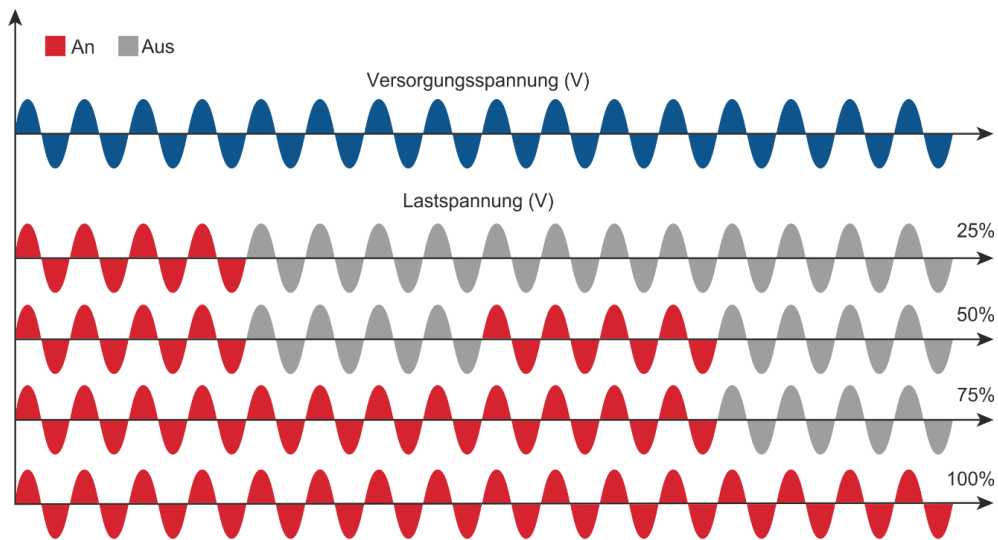 An Aus
Versorgungsspannung (V)
Lastspannung (V)
25%
50%
75%
100%